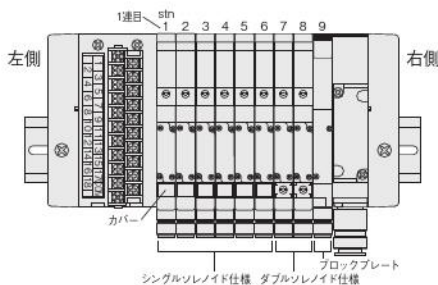 1連目
stn
1 2 3 4 5 6 7 8 9
左側
右側
カバー
シングルソレノイド仕様
ダブルソレノイド仕様
ブロックプレート